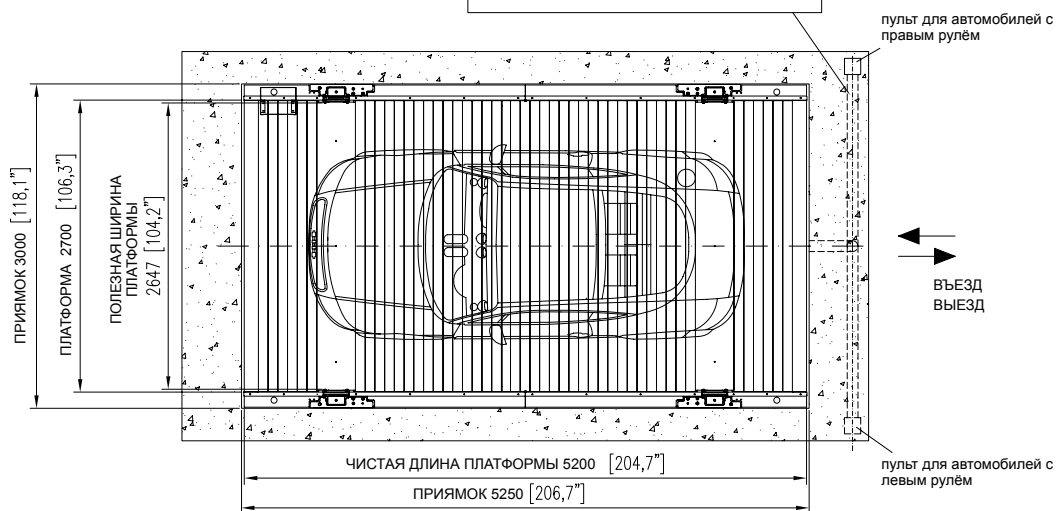 пульт для автомобилей с
правым рулём
ПРИЯМОК 3000 [118,1"]
ПЛАТФОРМА 2700 [106,3"]
ПОЛЕЗНАЯ ШИРИНА
ПЛАТФОРМЫ
2647 [104,2"]
ВЪЕЗД
ВЫЕЗД
ЧИСТАЯ ДЛИНА ПЛАТФОРМЫ 5200 [204,7"]
ПРИЯМОК 5250 [206,7"]
пульт для автомобилей с
левым рулём